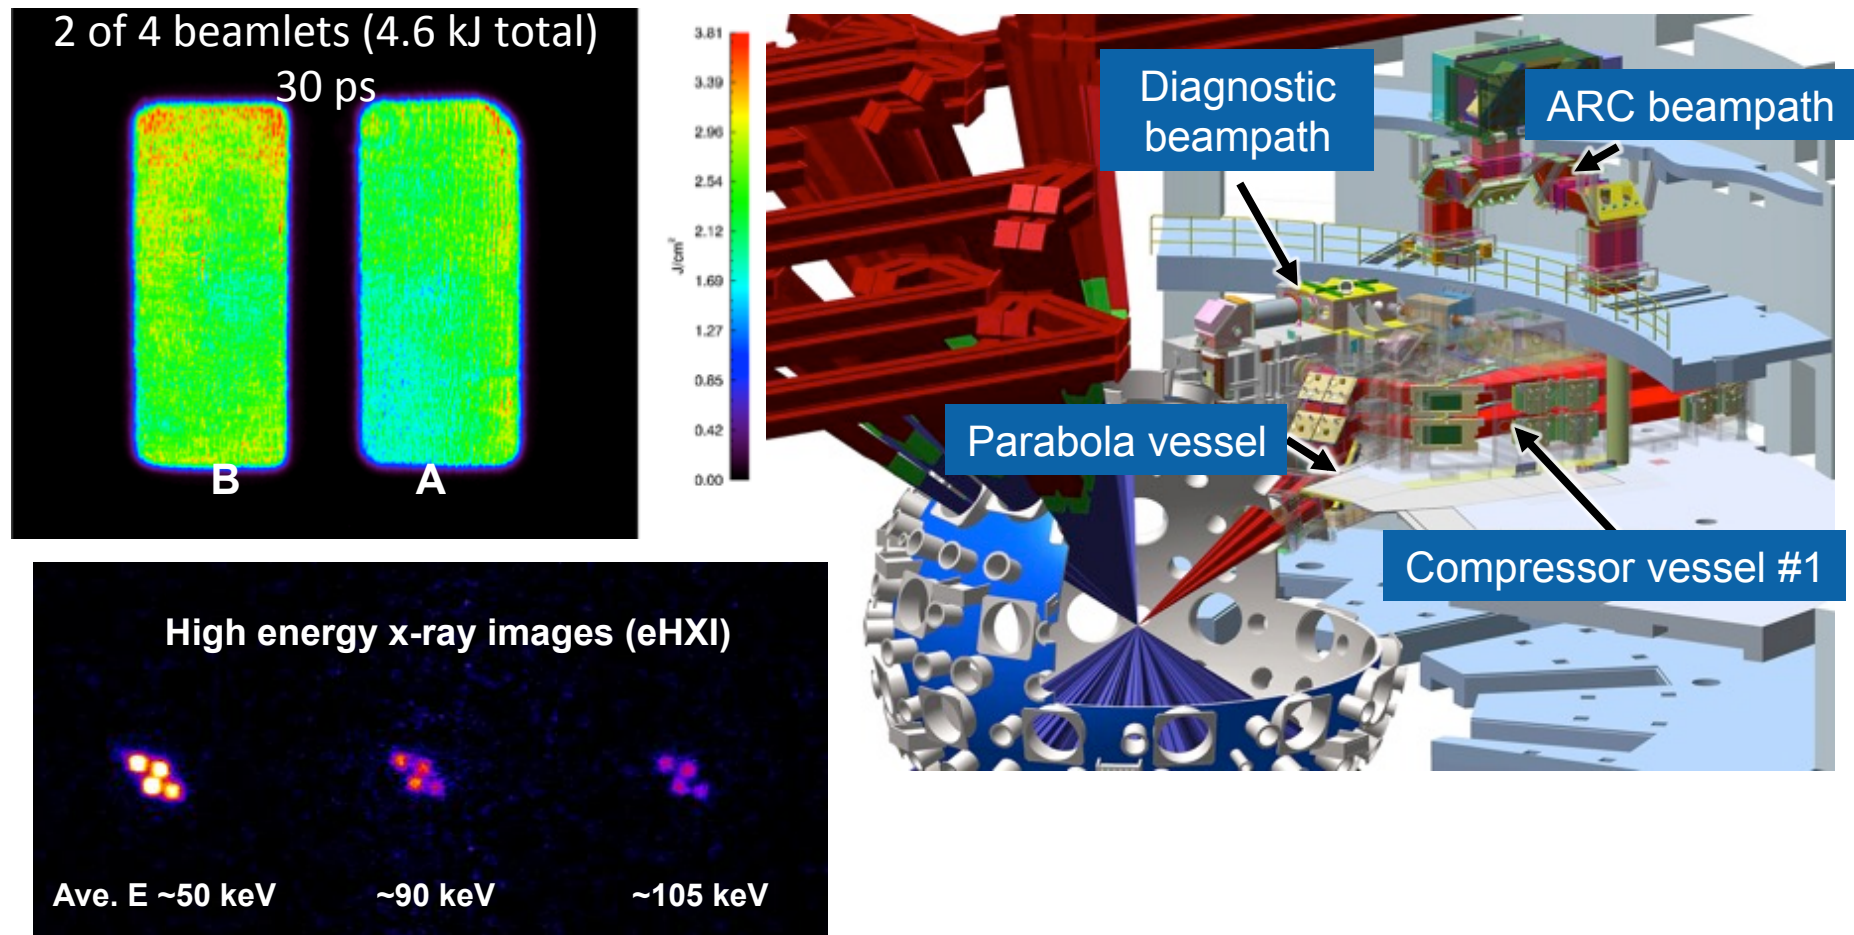 2 of 4 beamlets (4.6 kJ total)
30 ps
B
A
3.81
3.39
2.96
2.54
2.12
1.69
1.27
0.85
0.42
0.00
J/cm²
High energy x-ray images (eHXI)
Ave. E ~50 keV
~90 keV
~105 keV
Diagnostic
beampath
ARC beampath
Parabola vessel
Compressor vessel #1